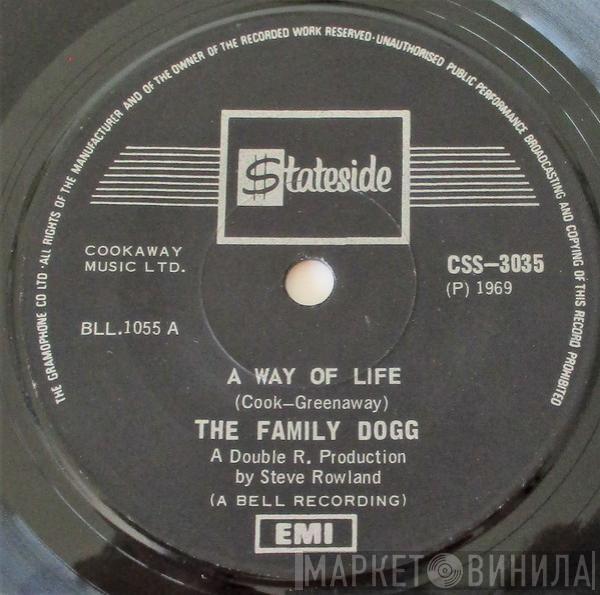 THE GRAMOPHONE CO LTD · ALL RIGHTS OF THE MANUFACTURER AND OF THE OWNER OF THE RECORDED WORK RESERVED · UNAUTHORISED PUBLIC PERFORMANCE BROADCASTING AND COPYING OF THIS RECORD PROHIBITED
$tateside
COOKAWAY
MUSIC LTD.
CSS—3035
(P) 1969
BLL.1055 A
A WAY OF LIFE
(Cook—Greenaway)
THE FAMILY DOGG
A Double R. Production
by Steve Rowland
(A BELL RECORDING)
EMI
МАРКЕТ ВИНИЛА